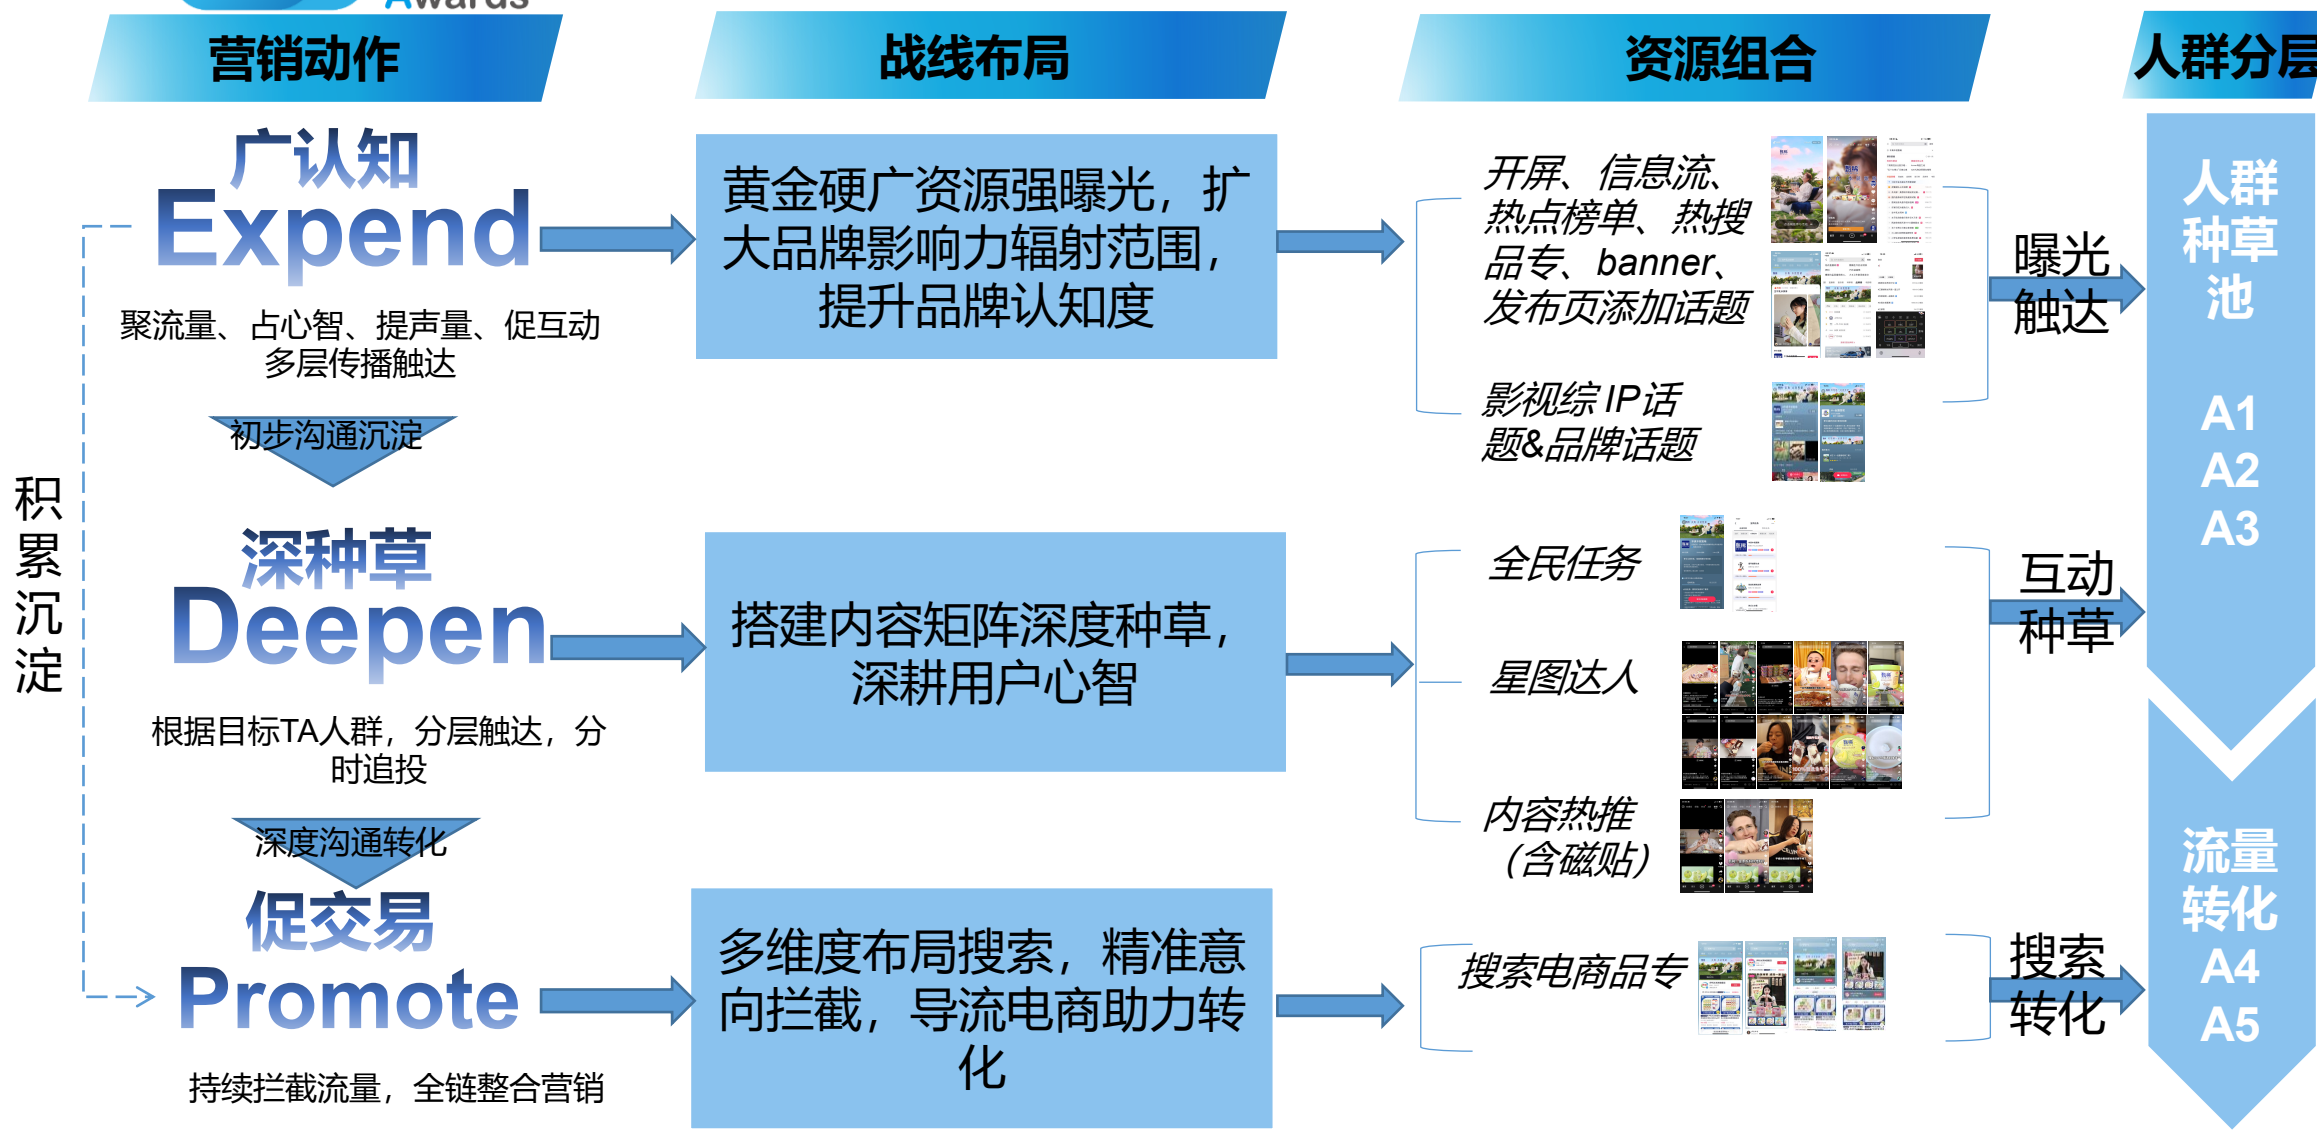 Awards
营销动作
战线布局
资源组合
人群分层
广认知
Expend
聚流量、占心智、提声量、促互动
多层传播触达
初步沟通沉淀
深种草
Deepen
根据目标TA人群，分层触达，分
时追投
深度沟通转化
促交易
Promote
持续拦截流量，全链整合营销
积
累
沉
淀
黄金硬广资源强曝光，扩
大品牌影响力辐射范围，
提升品牌认知度
搭建内容矩阵深度种草，
深耕用户心智
多维度布局搜索，精准意
向拦截，导流电商助力转
化
开屏、信息流、
热点榜单、热搜
品专、banner、
发布页添加话题
影视综 IP话
题&品牌话题
全民任务
星图达人
内容热推
（含磁贴）
搜索电商品专
曝光
触达
互动
种草
搜索
转化
人群
种草
池
A1
A2
A3
流量
转化
A4
A5